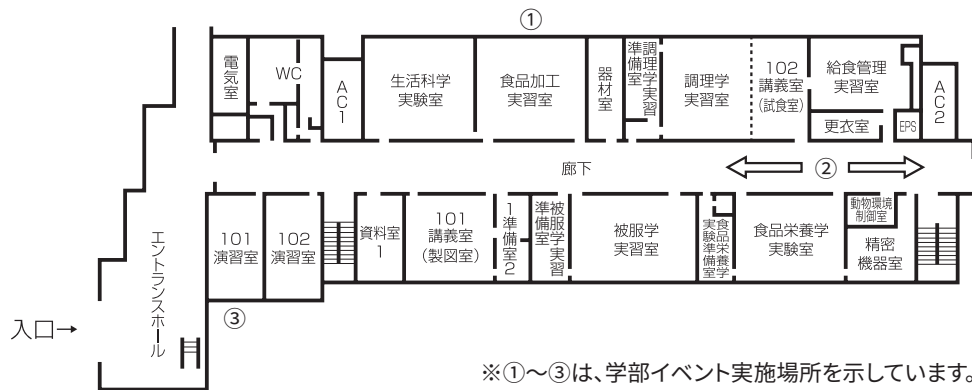 ①
電気室
WC
AC1
生活科学
実験室
食品加工
実習室
器材室
調理学実習
準備室
調理学
実習室
102
講義室
(試食室)
給食管理
実習室
更衣室
EPS
AC2
廊下
②
101
演習室
102
演習室
資料室
1
101
講義室
(製図室)
準備室2
1
被服学実習
準備室
被服学
実習室
食品栄養学
実験準備室
食品栄養学
実験室
動物環境
制御室
精密
機器室
エントランスホール
③
入口→
※①〜③は、学部イベント実施場所を示しています。